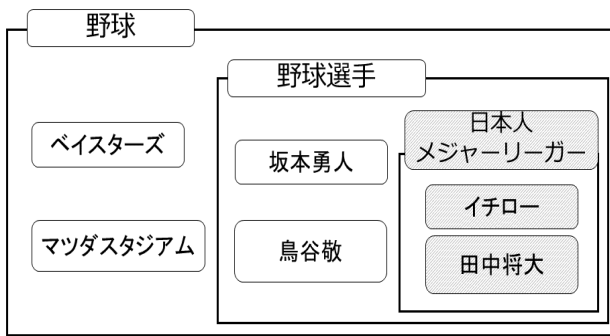 野球
野球選手
日本人
メジャーリーガー
ベイスターズ
坂本勇人
イチロー
マツダスタジアム
鳥谷敬
田中将大